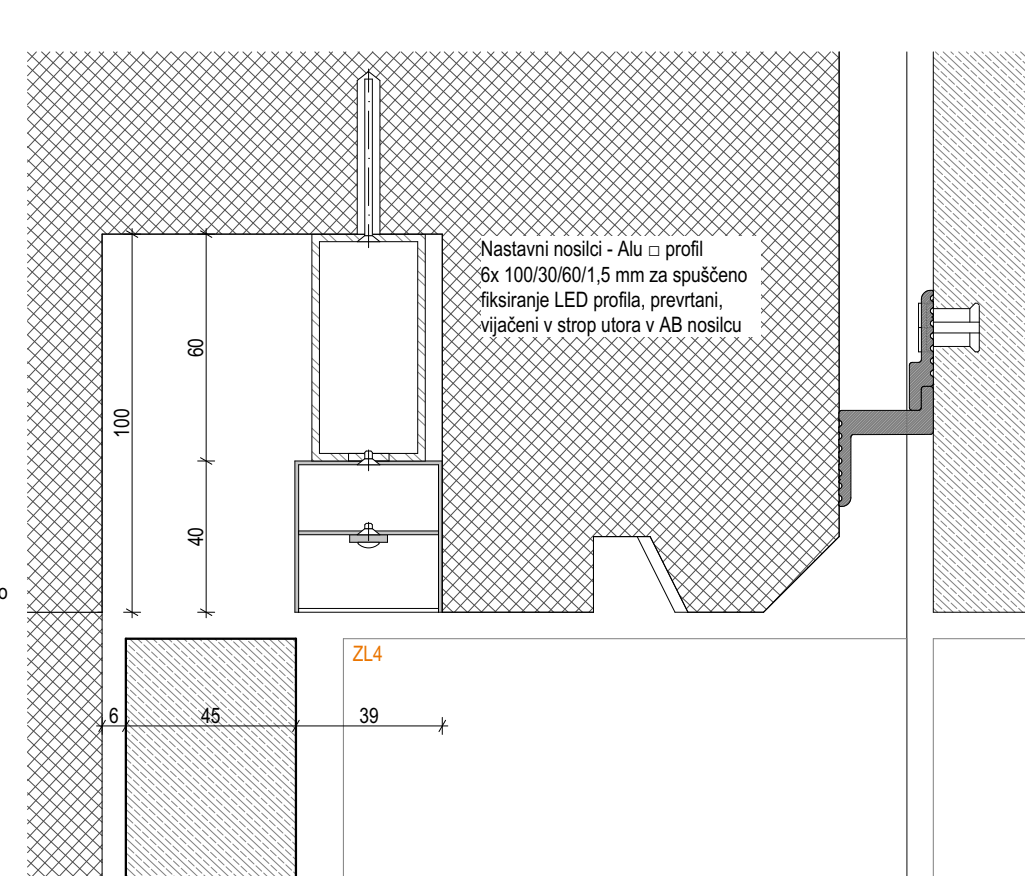 Nastavni nosilci - Alu □ profil
6x 100/30/60/1,5 mm za spuščeno
fiksiranje LED profila, prevrtani,
vijačeni v strop utora v AB nosilcu
60
100
40
o
ZL4
6
45
39